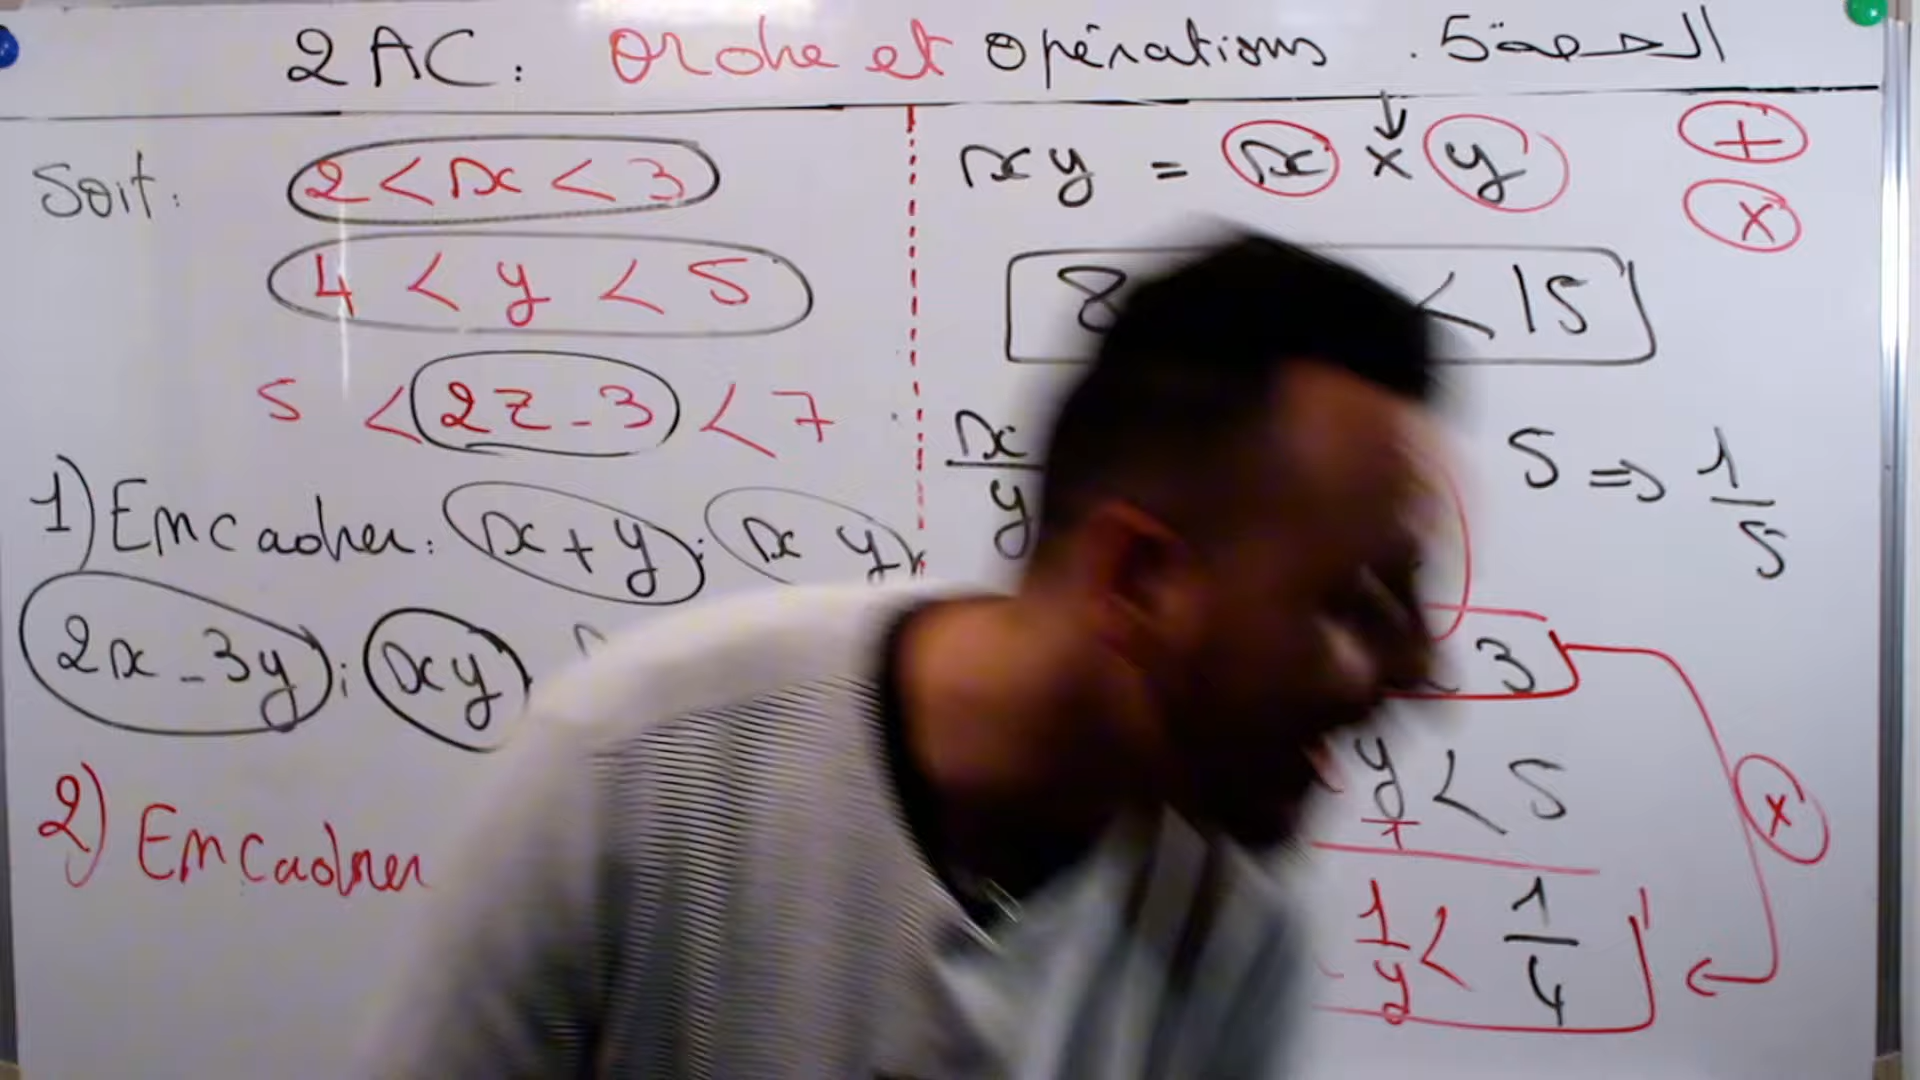 2AC: Ordre et opérations. الحصة 5
Soit: 2 < x < 3
4 < y < 5
5 < 2z - 3 < 7
1) Encadrer: x + y ; x y
2x - 3y ; xy
2) Encadrer
xy = x × y
+
×
8 < 15
x/y
5 => 1/5
3
y < 5
×
1/y < 1/4